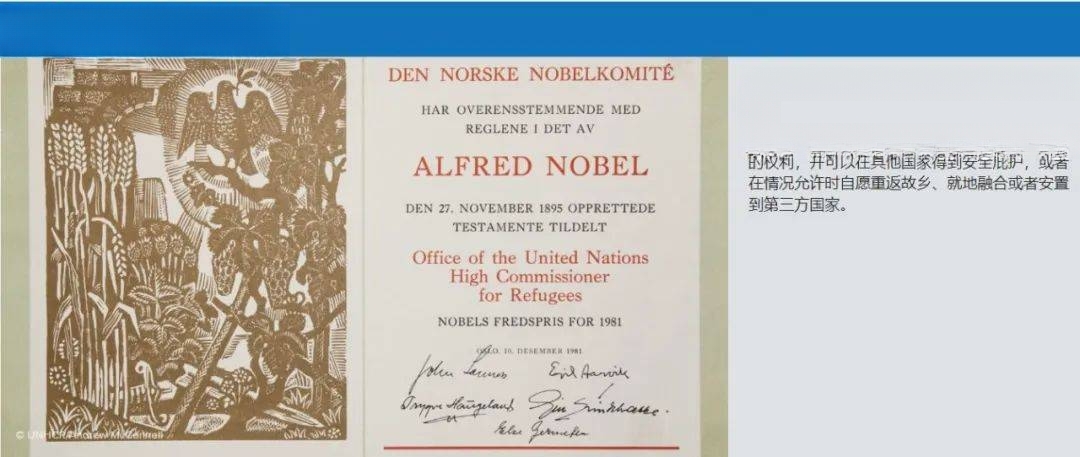 DEN NORSKE NOBELKOMITÉ
HAR OVERENSSTEMMENDE MED
REGLENE I DET AV
ALFRED NOBEL
DEN 27. NOVEMBER 1895 OPPRETTEDE
TESTAMENTE TILDELT
Office of the United Nations
High Commissioner
for Refugees
NOBELS FREDSPRIS FOR 1981
OSLO, 10. DESEMBER 1981
的权利，并可以在其他国家得到安全庇护，或者
在情况允许时自愿重返故乡、就地融合或者安置
到第三方国家。
© UNHCR/